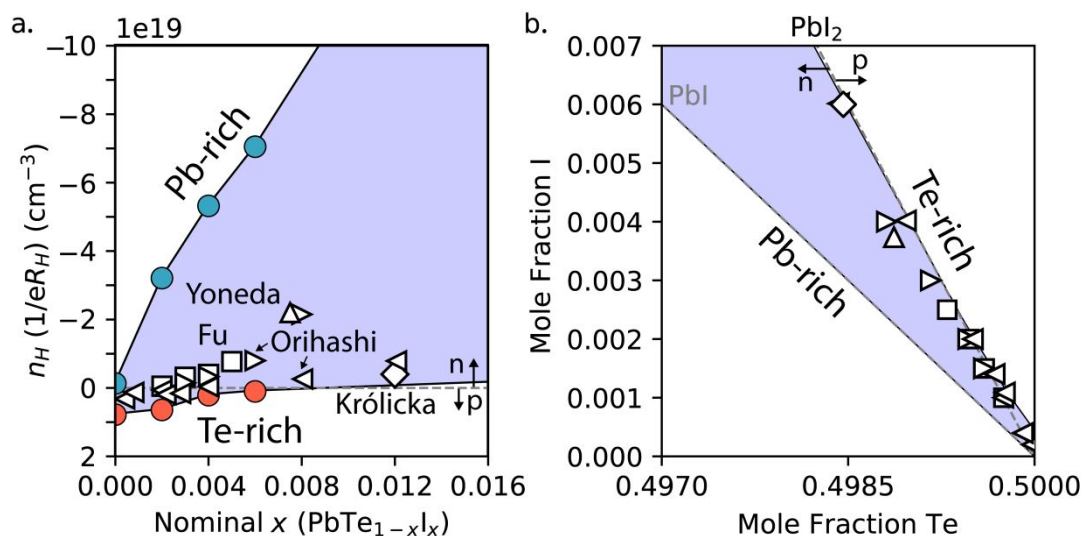 a.
1e19
-10
-8
-6
-4
-2
0
2
n_H (1/eR_H) (cm⁻³)
Pb-rich
Yoneda
Fu
Orihashi
n
p
Królicka
Te-rich
0.000 0.004 0.008 0.012 0.016
Nominal x (PbTe₁₋ₓIₓ)
b.
PbI₂
0.007
0.006
0.005
0.004
0.003
0.002
0.001
0.000
Mole Fraction I
n
p
PbI
Te-rich
Pb-rich
0.4970 0.4985 0.5000
Mole Fraction Te